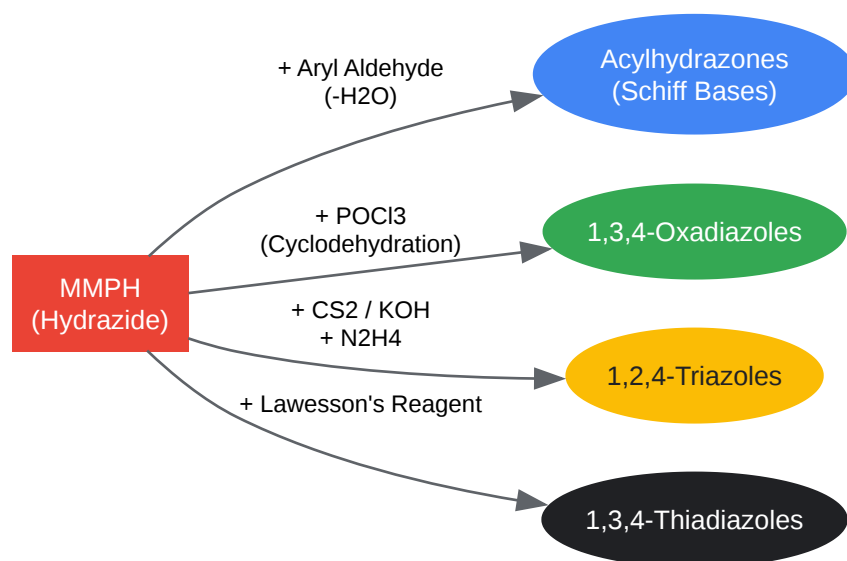 + Aryl Aldehyde
(-H2O)
Acylhydrazones
(Schiff Bases)
+ POCl3
(Cyclodehydration)
1,3,4-Oxadiazoles
MMPH
(Hydrazide)
+ CS2 / KOH
+ N2H4
1,2,4-Triazoles
+ Lawesson's Reagent
1,3,4-Thiadiazoles